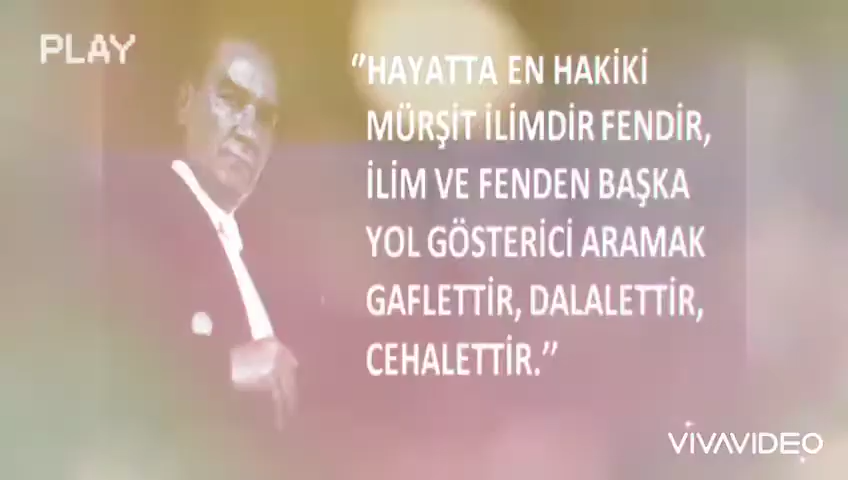 PLAY
‘’HAYATTA EN HAKİKİ
MÜRŞİT İLİMDİR FENDİR,
İLİM VE FENDEN BAŞKA
YOL GÖSTERİCİ ARAMAK
GAFLETTİR, DALALETTİR,
CEHALETTİR.’’
VIVAVIDEO